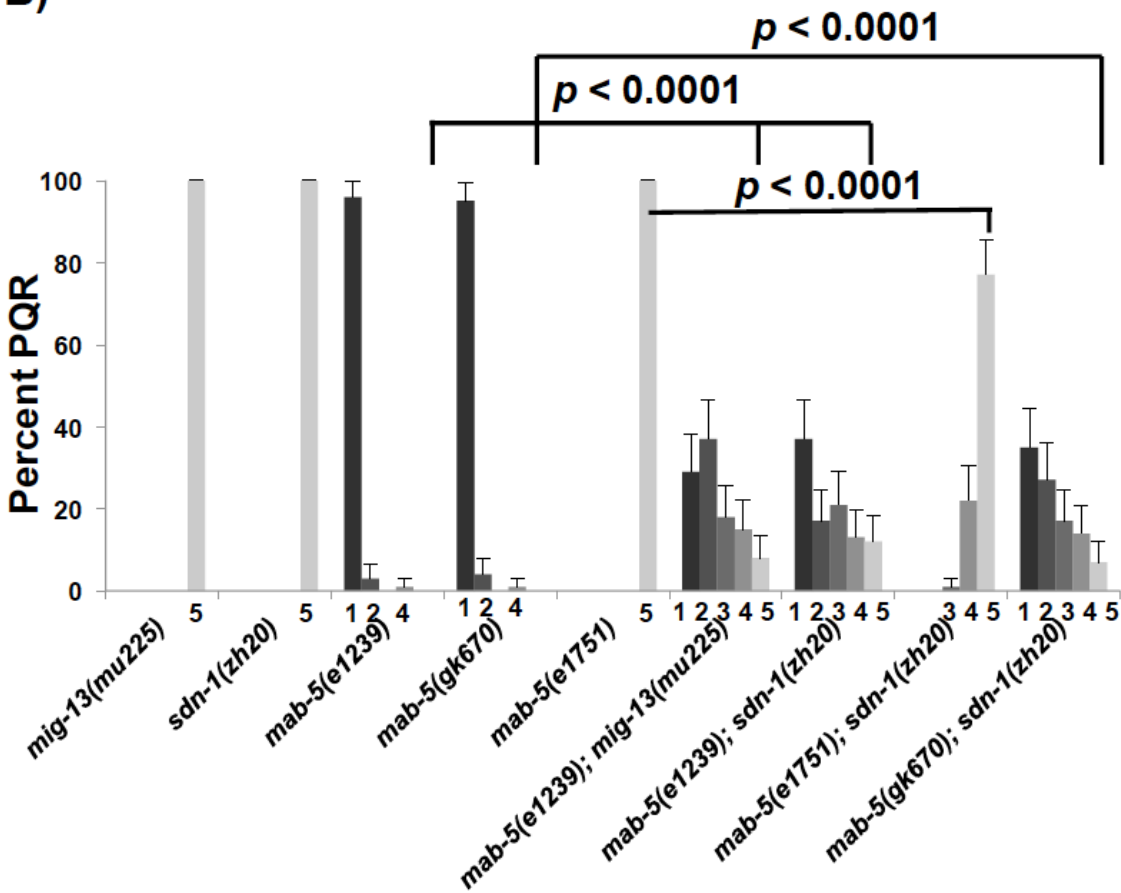 B)
p < 0.0001
p < 0.0001
p < 0.0001
Percent PQR
100
80
60
40
20
0
5 5 1 2 4 1 2 4 5 1 2 3 4 5 1 2 3 4 5 3 4 5 1 2 3 4 5
mig-13(mu225)
sdn-1(zh20)
mab-5(e1239)
mab-5(gk670)
mab-5(e1751)
mab-5(e1239); mig-13(mu225)
mab-5(e1239); sdn-1(zh20)
mab-5(e1751); sdn-1(zh20)
mab-5(gk670); sdn-1(zh20)